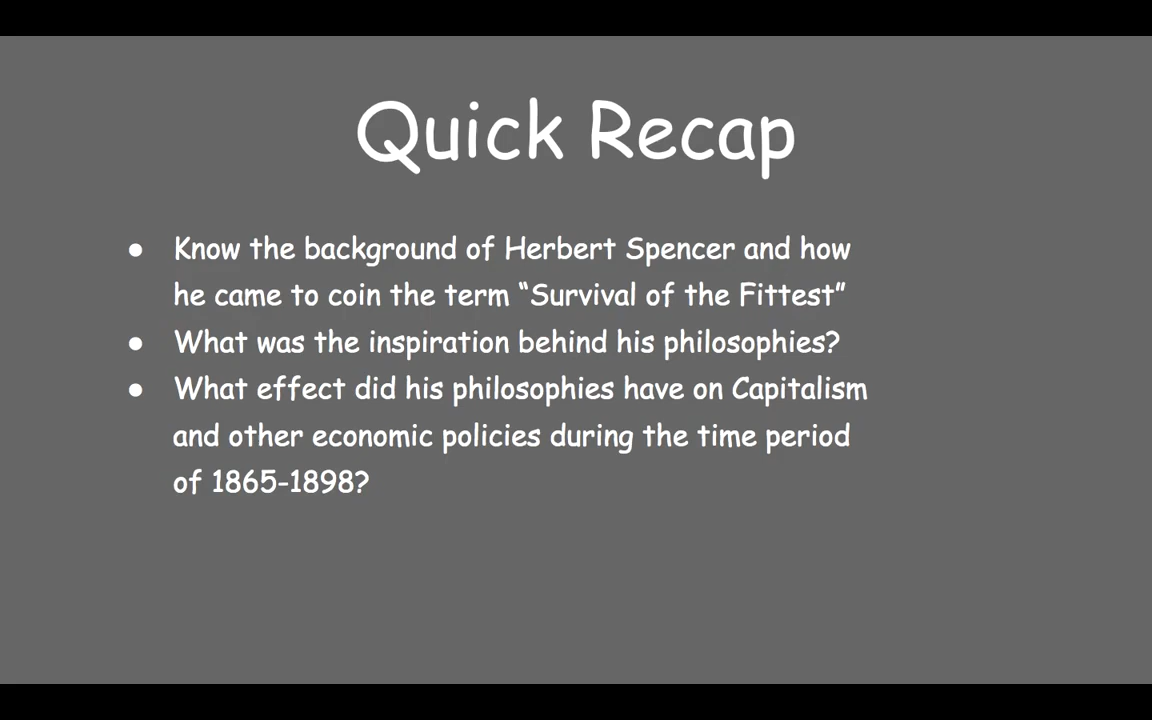 Quick Recap
● Know the background of Herbert Spencer and how
he came to coin the term “Survival of the Fittest”
● What was the inspiration behind his philosophies?
● What effect did his philosophies have on Capitalism
and other economic policies during the time period
of 1865-1898?